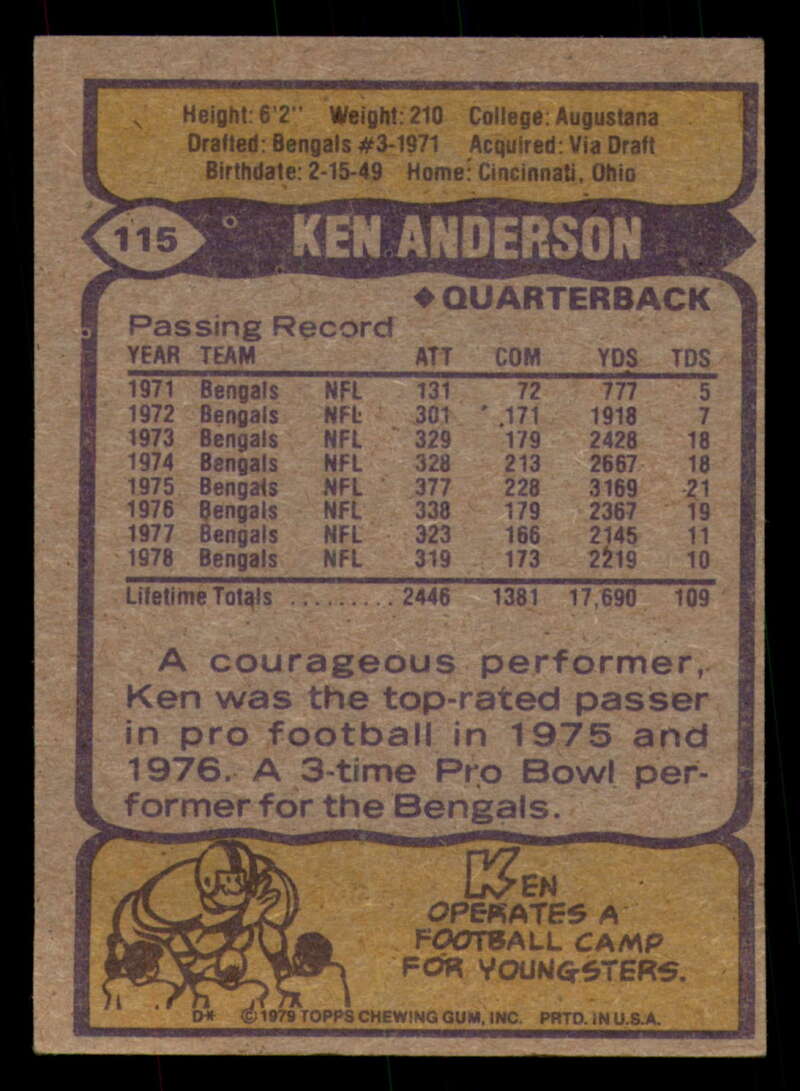 Height: 6'2" Weight: 210 College: Augustana
Drafted: Bengals #3-1971 Acquired: Via Draft
Birthdate: 2-15-49 Home: Cincinnati, Ohio
115 KEN ANDERSON
◆ QUARTERBACK
Passing Record
YEAR TEAM ATT COM YDS TDS
1971 Bengals NFL 131 72 777 5
1972 Bengals NFL 301 171 1918 7
1973 Bengals NFL 329 179 2428 18
1974 Bengals NFL 328 213 2667 18
1975 Bengals NFL 377 228 3169 21
1976 Bengals NFL 338 179 2367 19
1977 Bengals NFL 323 166 2145 11
1978 Bengals NFL 319 173 2219 10
Lifetime Totals .......... 2446 1381 17,690 109
A courageous performer,
Ken was the top-rated passer
in pro football in 1975 and
1976. A 3-time Pro Bowl per-
former for the Bengals.
KEN
OPERATES A
FOOTBALL CAMP
FOR YOUNGSTERS.
D* © 1979 TOPPS CHEWING GUM, INC. PRTD. IN U.S.A.